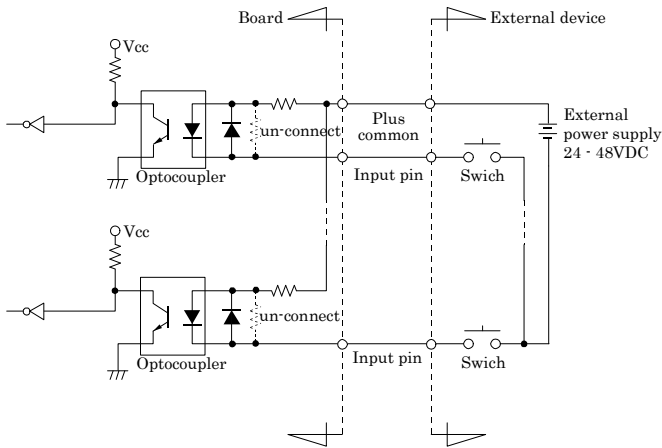 Board
External device
Vcc
un-connect
Plus
common
External
power supply
24 - 48VDC
Optocoupler
Input pin
Swich
Vcc
un-connect
Optocoupler
Input pin
Swich